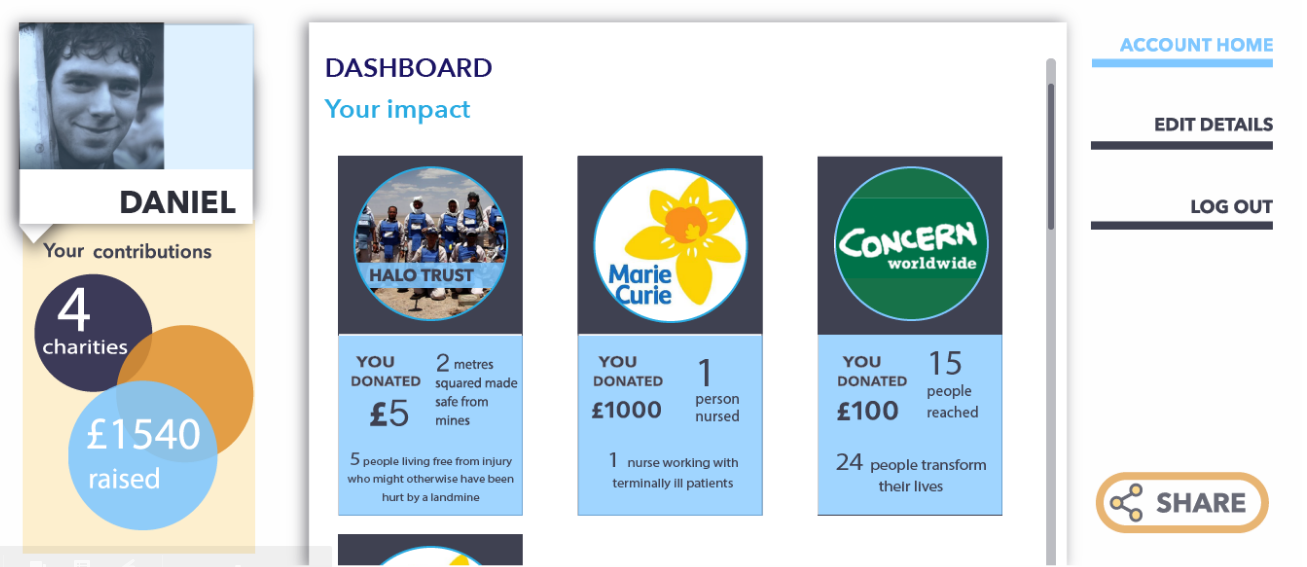 DANIEL
Your contributions
4
charities
£1540
raised
DASHBOARD
Your impact
HALO TRUST
YOU
DONATED
£5
2 metres
squared made
safe from
mines
5 people living free from injury
who might otherwise have been
hurt by a landmine
Marie
Curie
YOU
DONATED
£1000
1
person
nursed
1 nurse working with
terminally ill patients
CONCERN
worldwide
YOU
DONATED
£100
15
people
reached
24 people transform
their lives
ACCOUNT HOME
EDIT DETAILS
LOG OUT
SHARE